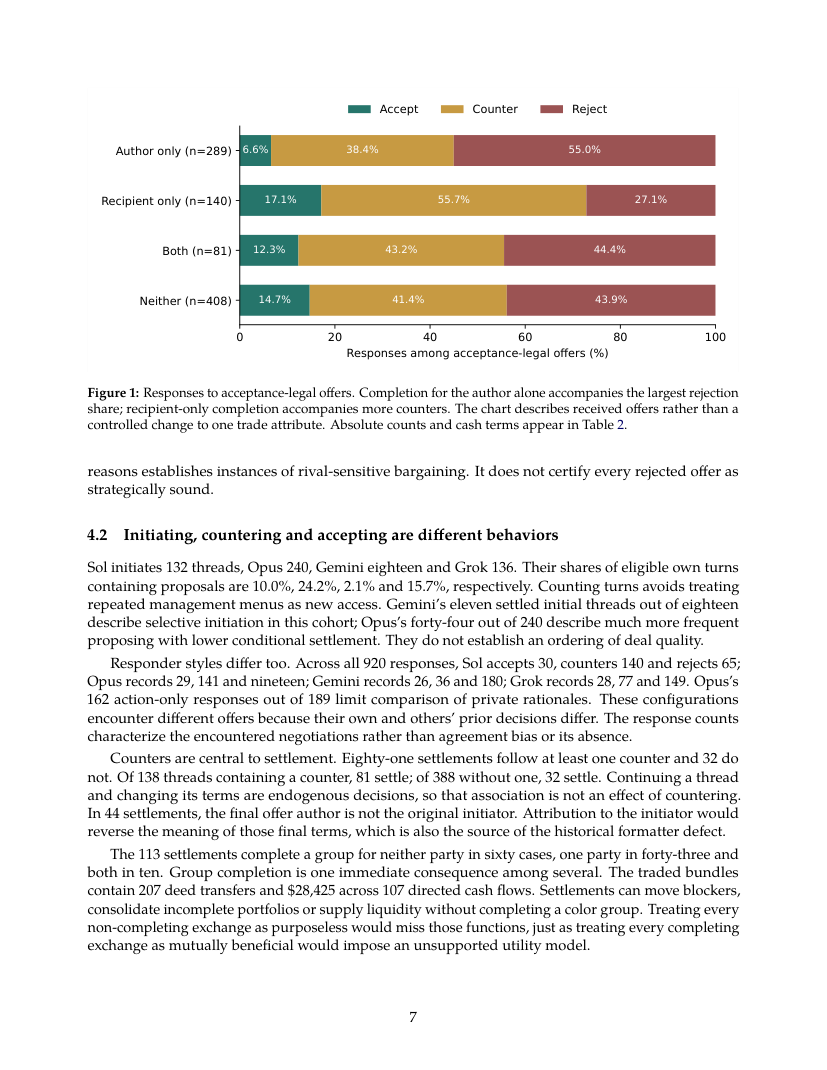 Accept Counter Reject
Author only (n=289) 6.6% 38.4% 55.0%
Recipient only (n=140) 17.1% 55.7% 27.1%
Both (n=81) 12.3% 43.2% 44.4%
Neither (n=408) 14.7% 41.4% 43.9%
0 20 40 60 80 100
Responses among acceptance-legal offers (%)
Figure 1: Responses to acceptance-legal offers. Completion for the author alone accompanies the largest rejection
share; recipient-only completion accompanies more counters. The chart describes received offers rather than a
controlled change to one trade attribute. Absolute counts and cash terms appear in Table 2.
reasons establishes instances of rival-sensitive bargaining. It does not certify every rejected offer as
strategically sound.
4.2 Initiating, countering and accepting are different behaviors
Sol initiates 132 threads, Opus 240, Gemini eighteen and Grok 136. Their shares of eligible own turns
containing proposals are 10.0%, 24.2%, 2.1% and 15.7%, respectively. Counting turns avoids treating
repeated management menus as new access. Gemini's eleven settled initial threads out of eighteen
describe selective initiation in this cohort; Opus's forty-four out of 240 describe much more frequent
proposing with lower conditional settlement. They do not establish an ordering of deal quality.
Responder styles differ too. Across all 920 responses, Sol accepts 30, counters 140 and rejects 65;
Opus records 29, 141 and nineteen; Gemini records 26, 36 and 180; Grok records 28, 77 and 149. Opus's
162 action-only responses out of 189 limit comparison of private rationales. These configurations
encounter different offers because their own and others' prior decisions differ. The response counts
characterize the encountered negotiations rather than agreement bias or its absence.
Counters are central to settlement. Eighty-one settlements follow at least one counter and 32 do
not. Of 138 threads containing a counter, 81 settle; of 388 without one, 32 settle. Continuing a thread
and changing its terms are endogenous decisions, so that association is not an effect of countering.
In 44 settlements, the final offer author is not the original initiator. Attribution to the initiator would
reverse the meaning of those final terms, which is also the source of the historical formatter defect.
The 113 settlements complete a group for neither party in sixty cases, one party in forty-three and
both in ten. Group completion is one immediate consequence among several. The traded bundles
contain 207 deed transfers and $28,425 across 107 directed cash flows. Settlements can move blockers,
consolidate incomplete portfolios or supply liquidity without completing a color group. Treating every
non-completing exchange as purposeless would miss those functions, just as treating every completing
exchange as mutually beneficial would impose an unsupported utility model.
7